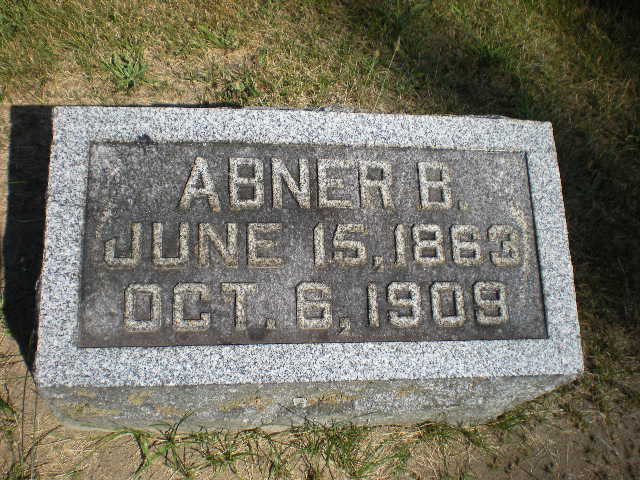 ABNER B.
JUNE 15, 1863
OCT. 6, 1909